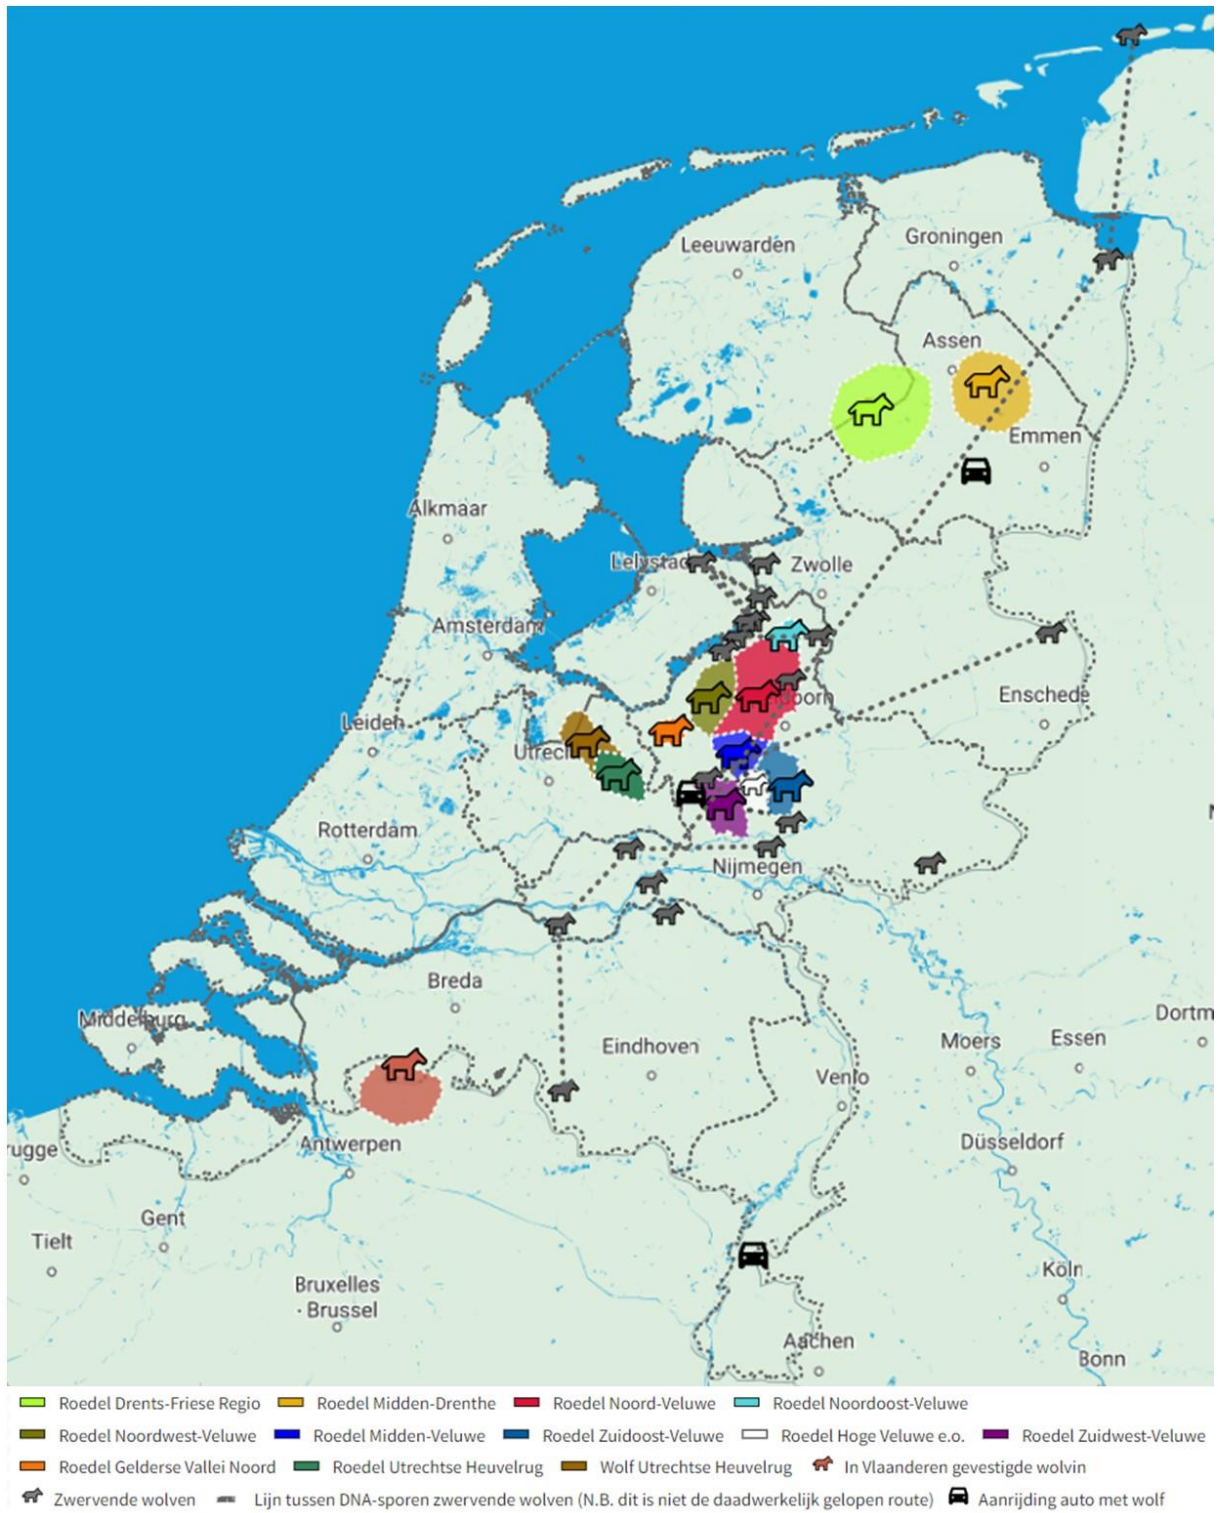 Leeuwarden
Groningen
Assen
Emmen
Alkmaar
Lelystad
Zwolle
Amsterdam
Enschede
doorn
Leiden
Utrec
Rotterdam
Nijmegen
Breda
Dortm
Middelburg
Eindhoven
Moers
Essen
Venlo
Antwerpen
Düsseldorf
rugge
Gent
Tielt
Köln
Bruxelles
- Brussel
Aachen
Bonn
Roedel Drents-Friese Regio Roedel Midden-Drenthe Roedel Noord-Veluwe Roedel Noordoost-Veluwe
Roedel Noordwest-Veluwe Roedel Midden-Veluwe Roedel Zuidoost-Veluwe Roedel Hoge Veluwe e.o. Roedel Zuidwest-Veluwe
Roedel Gelderse Vallei Noord Roedel Utrechtse Heuvelrug Wolf Utrechtse Heuvelrug In Vlaanderen gevestigde wolvin
Zwervende wolven Lijn tussen DNA-sporen zwervende wolven (N.B. dit is niet de daadwerkelijk gelopen route) Aanrijding auto met wolf